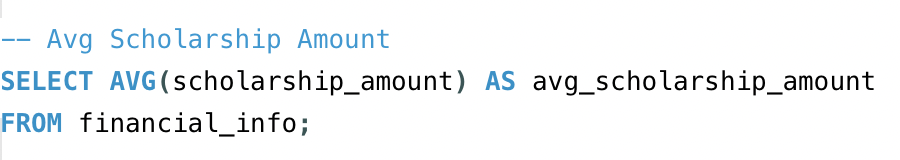 -- Avg Scholarship Amount
SELECT AVG(scholarship_amount) AS avg_scholarship_amount
FROM financial_info;